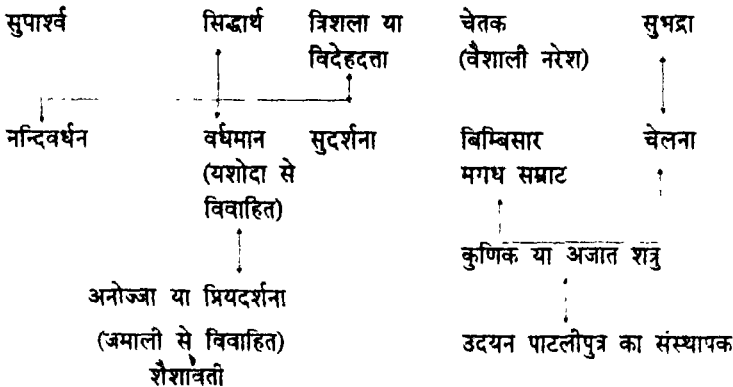 सुपार्श्व सिद्धार्थ त्रिशला या चेतक सुभद्रा
विदेहदत्ता (वैशाली नरेश)
नन्दिवर्धन वर्धमान सुदर्शना बिम्बिसार चेलना
(यशोदा से मगध सम्राट
विवाहित)
कुणिक या अजात शत्रु
अनोज्जा या प्रियदर्शना
(जमाली से विवाहित) उदयन पाटलीपुत्र का संस्थापक
शैशावती